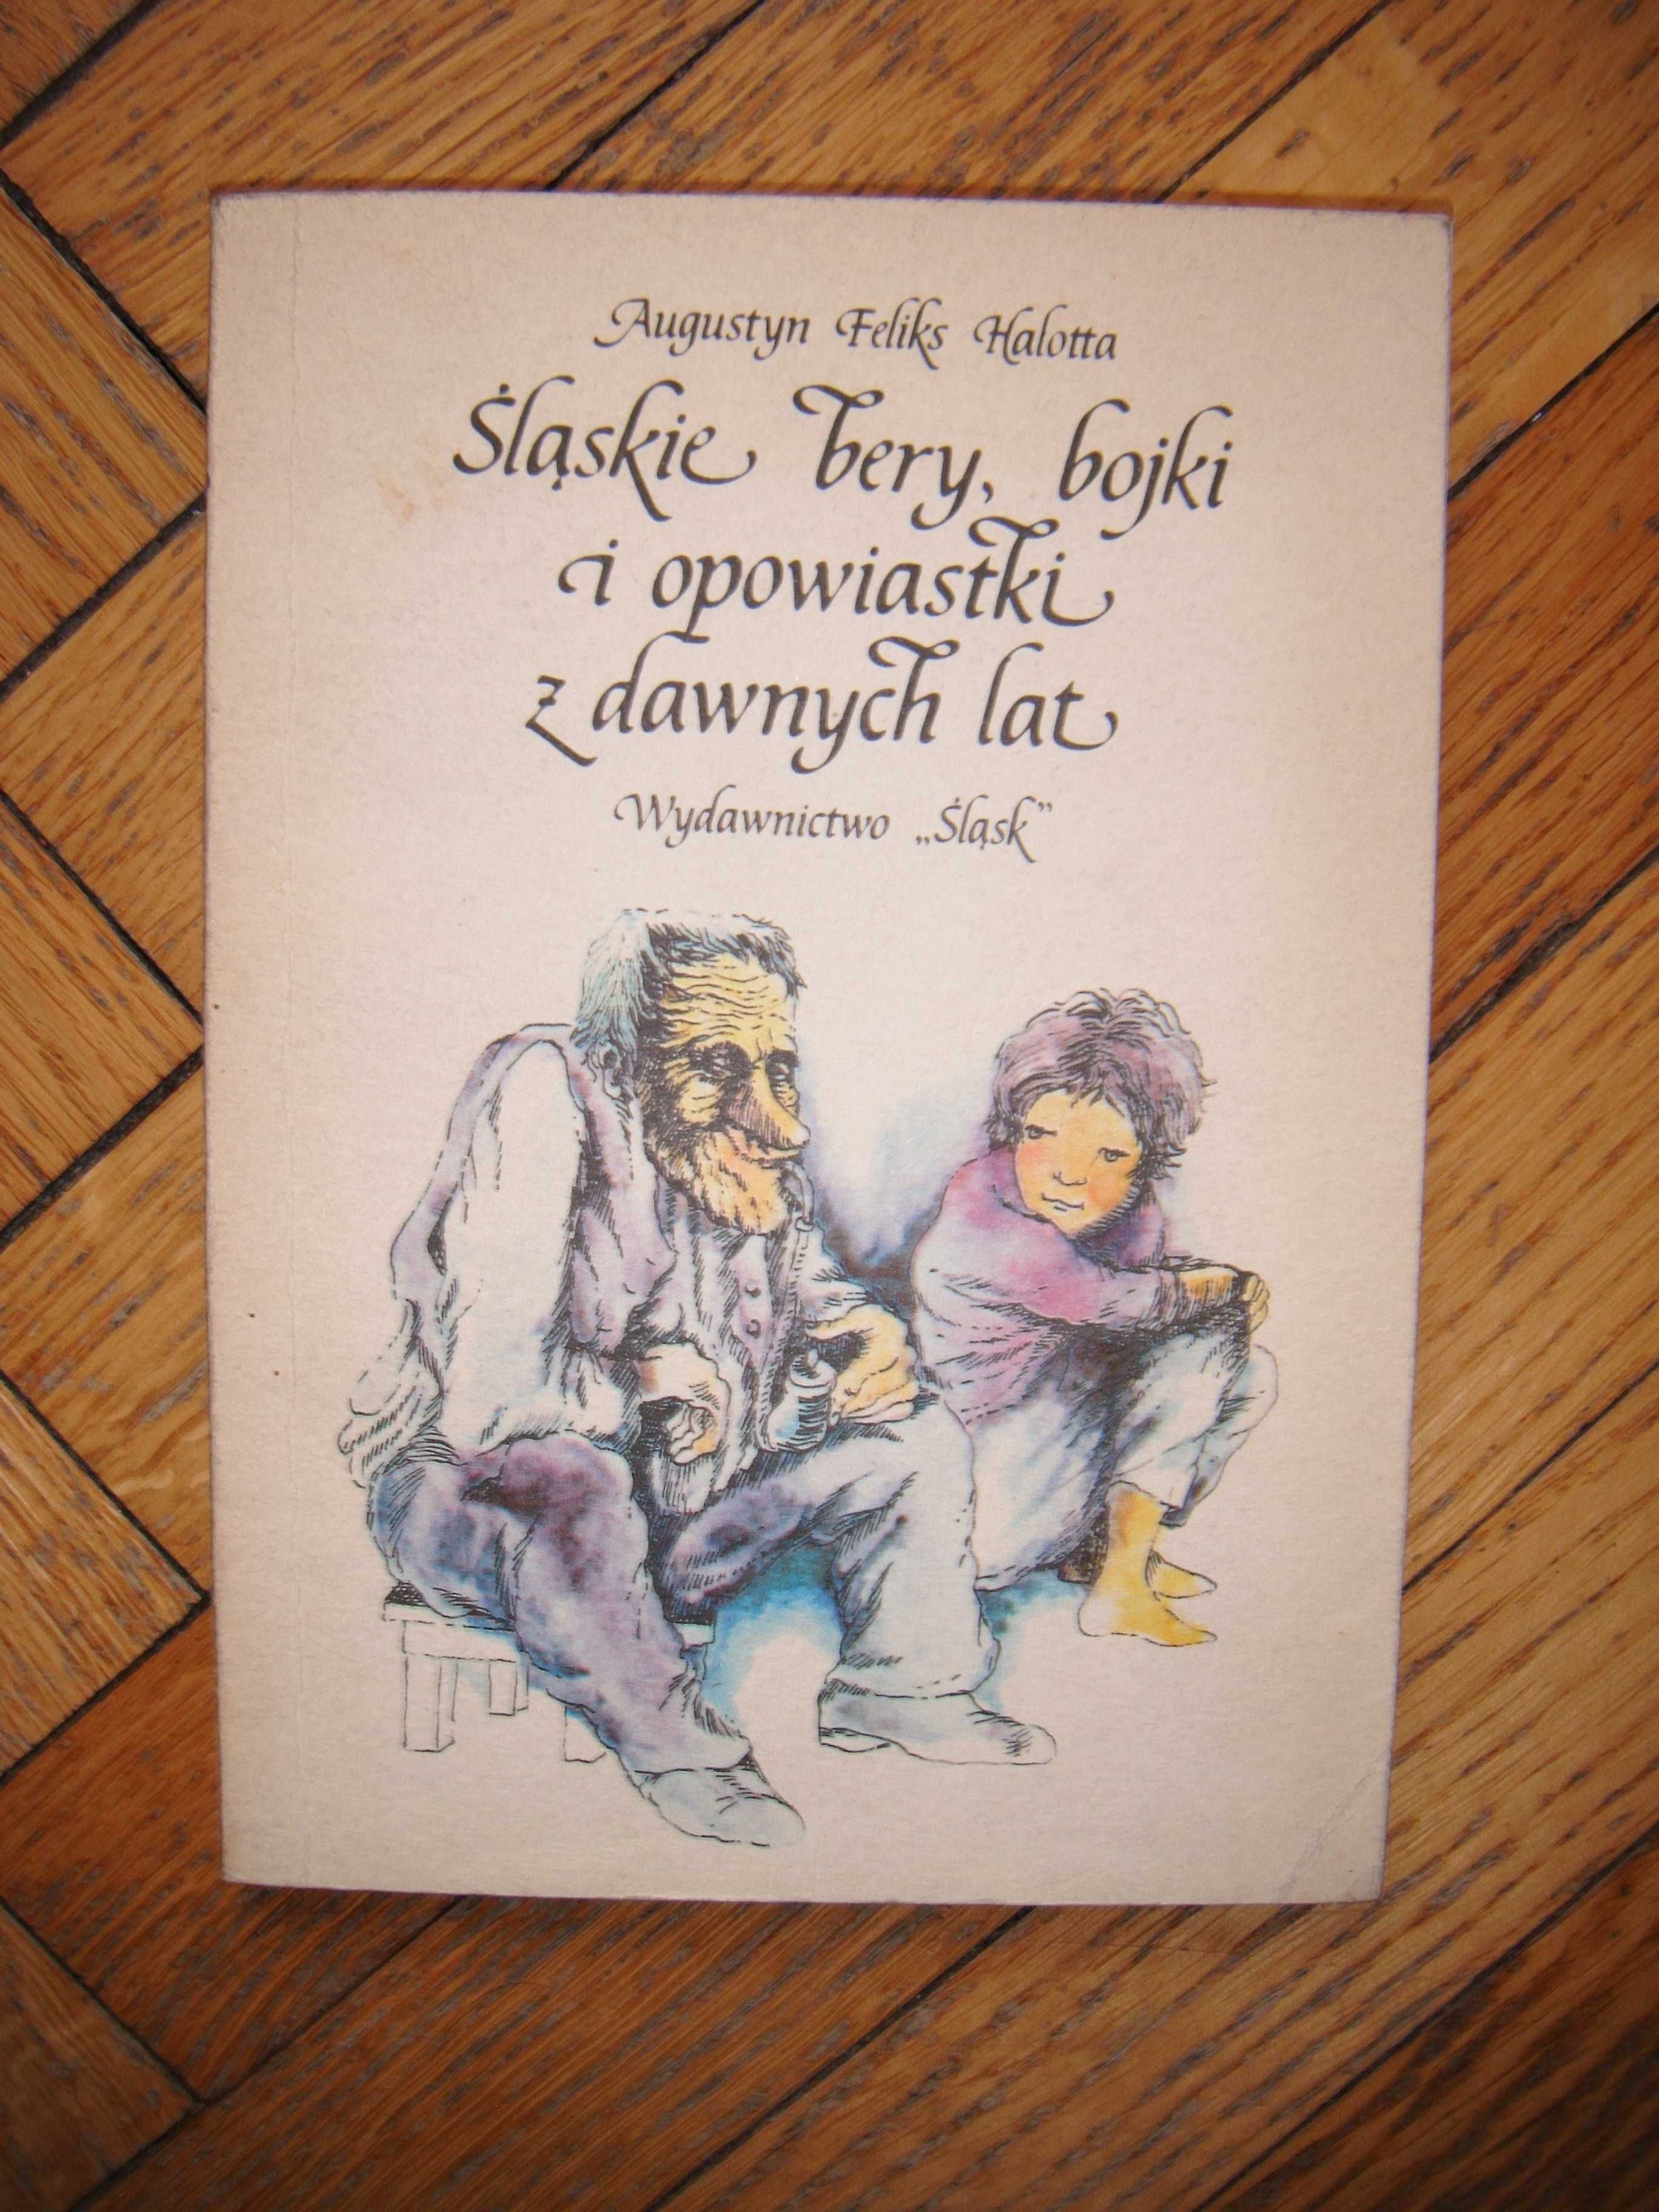 Augustyn Feliks Halotta
Śląskie bery, bojki
i opowiastki
z dawnych lat
Wydawnictwo „Śląsk”